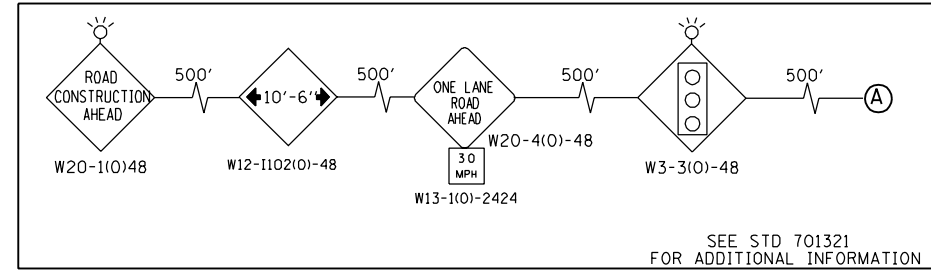 ROAD
CONSTRUCTION
AHEAD
W20-1(O)48
500'
10'-6"
W12-I102(O)-48
500'
ONE LANE
ROAD
AHEAD
W20-4(O)-48
30
MPH
W13-1(O)-2424
500'
W3-3(O)-48
500'
A
SEE STD 701321
FOR ADDITIONAL INFORMATION